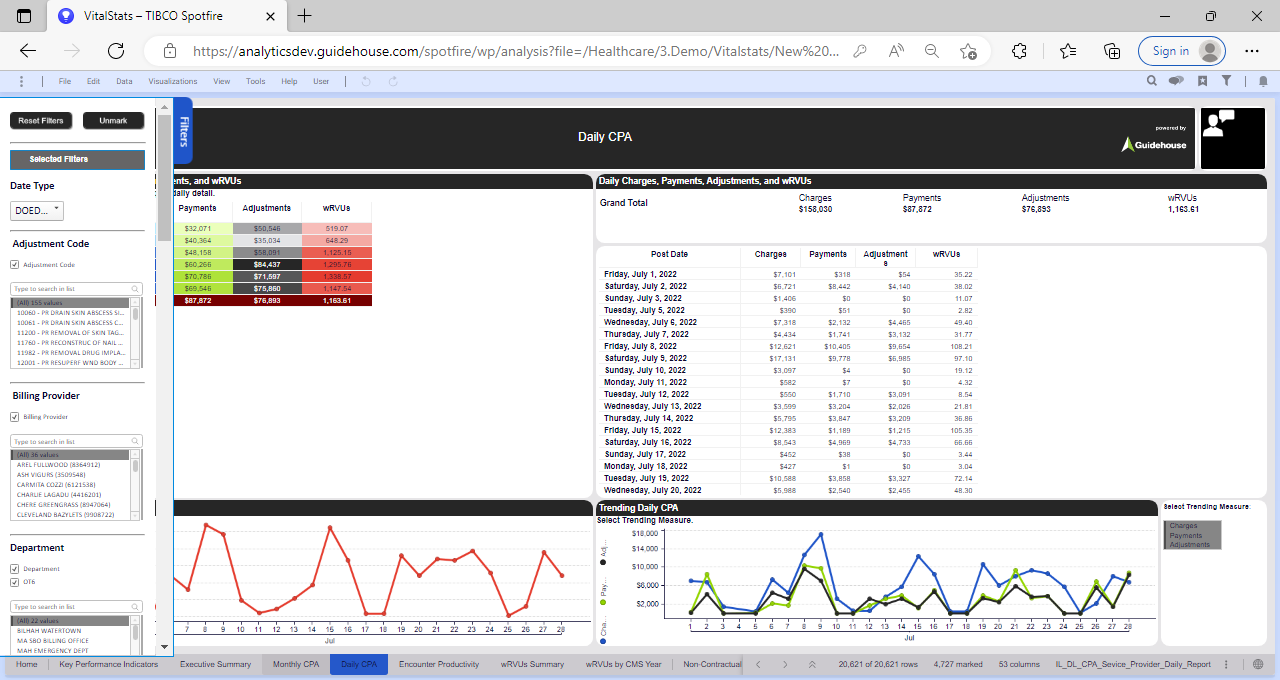 VitalStats – TIBCO Spotfire
https://analyticsdev.guidehouse.com/spotfire/wp/analysis?file=/Healthcare/3.Demo/Vitalstats/New%20...
Sign in
File Edit Data Visualizations View Tools Help User
Reset Filters Unmark
Selected Filters
Date Type
DOED...
Adjustment Code
Adjustment Code
Type to search in list
(All) 155 values
10060 - PR DRAIN SKIN ABSCESS SI...
10061 - PR DRAIN SKIN ABSCESS C...
11200 - PR REMOVAL OF SKIN TAG...
11760 - PR RECONSTRUC OF NAIL ...
11982 - PR REMOVAL DRUG IMPLA...
12001 - PR RESUPERF WND BODY ...
Billing Provider
Billing Provider
Type to search in list
(All) 36 values
AREL FULLWOOD (8364912)
ASH VIGURS (3509548)
CARMITA COZZI (6121538)
CHARLIE LAGADU (4416201)
CHERE GREENGRASS (8947064)
CLEVELAND BAZYLETS (9908722)
Department
Department
OT6
Type to search in list
(All) 22 values
BILHAH WATERTOWN
MA SBO BILLING OFFICE
MAH EMERGENCY DEPT
Filters
Daily CPA
powered by
Guidehouse
ents, and wRVUs
daily detail.
Payments Adjustments wRVUs
$32,071 $50,546 519.07
$40,364 $35,034 648.29
$48,158 $58,091 1,125.15
$60,266 $84,437 1,295.76
$70,786 $71,597 1,338.57
$69,546 $75,860 1,147.54
$87,872 $76,893 1,163.61
Daily Charges, Payments, Adjustments, and wRVUs
Charges Payments Adjustments wRVUs
Grand Total $158,030 $87,872 $76,893 1,163.61
Post Date Charges Payments Adjustment
s wRVUs
Friday, July 1, 2022 $7,101 $318 $54 35.22
Saturday, July 2, 2022 $6,721 $8,442 $4,140 38.02
Sunday, July 3, 2022 $1,406 $0 $0 11.07
Tuesday, July 5, 2022 $390 $51 $0 2.82
Wednesday, July 6, 2022 $7,318 $2,132 $4,465 49.40
Thursday, July 7, 2022 $4,434 $1,741 $3,132 31.77
Friday, July 8, 2022 $12,621 $10,405 $9,654 108.21
Saturday, July 9, 2022 $17,131 $9,778 $6,985 97.10
Sunday, July 10, 2022 $3,097 $4 $0 19.12
Monday, July 11, 2022 $582 $7 $0 4.32
Tuesday, July 12, 2022 $550 $1,710 $3,091 8.54
Wednesday, July 13, 2022 $3,599 $3,204 $2,026 21.81
Thursday, July 14, 2022 $5,795 $3,847 $3,209 36.86
Friday, July 15, 2022 $12,383 $1,189 $1,215 105.35
Saturday, July 16, 2022 $8,543 $4,969 $4,733 66.66
Sunday, July 17, 2022 $452 $38 $0 3.44
Monday, July 18, 2022 $427 $1 $0 3.04
Tuesday, July 19, 2022 $10,588 $3,858 $3,327 72.14
Wednesday, July 20, 2022 $5,988 $2,540 $2,455 48.30
7 8 9 10 11 12 13 14 15 16 17 18 19 20 21 22 23 24 25 26 27 28
Jul
Trending Daily CPA
Select Trending Measure.
Adj...
Pay...
Cha...
$18,000
$14,000
$10,000
$6,000
$2,000
1 2 3 4 5 6 7 8 9 10 11 12 13 14 15 16 17 18 19 20 21 22 23 24 25 26 27 28
Jul
Select Trending Measure:
Charges
Payments
Adjustments
Home Key Performance Indicators Executive Summary Monthly CPA Daily CPA Encounter Productivity wRVUs Summary wRVUs by CMS Year Non-Contractual
20,621 of 20,621 rows 4,727 marked 53 columns IL_DL_CPA_Sevice_Provider_Daily_Report